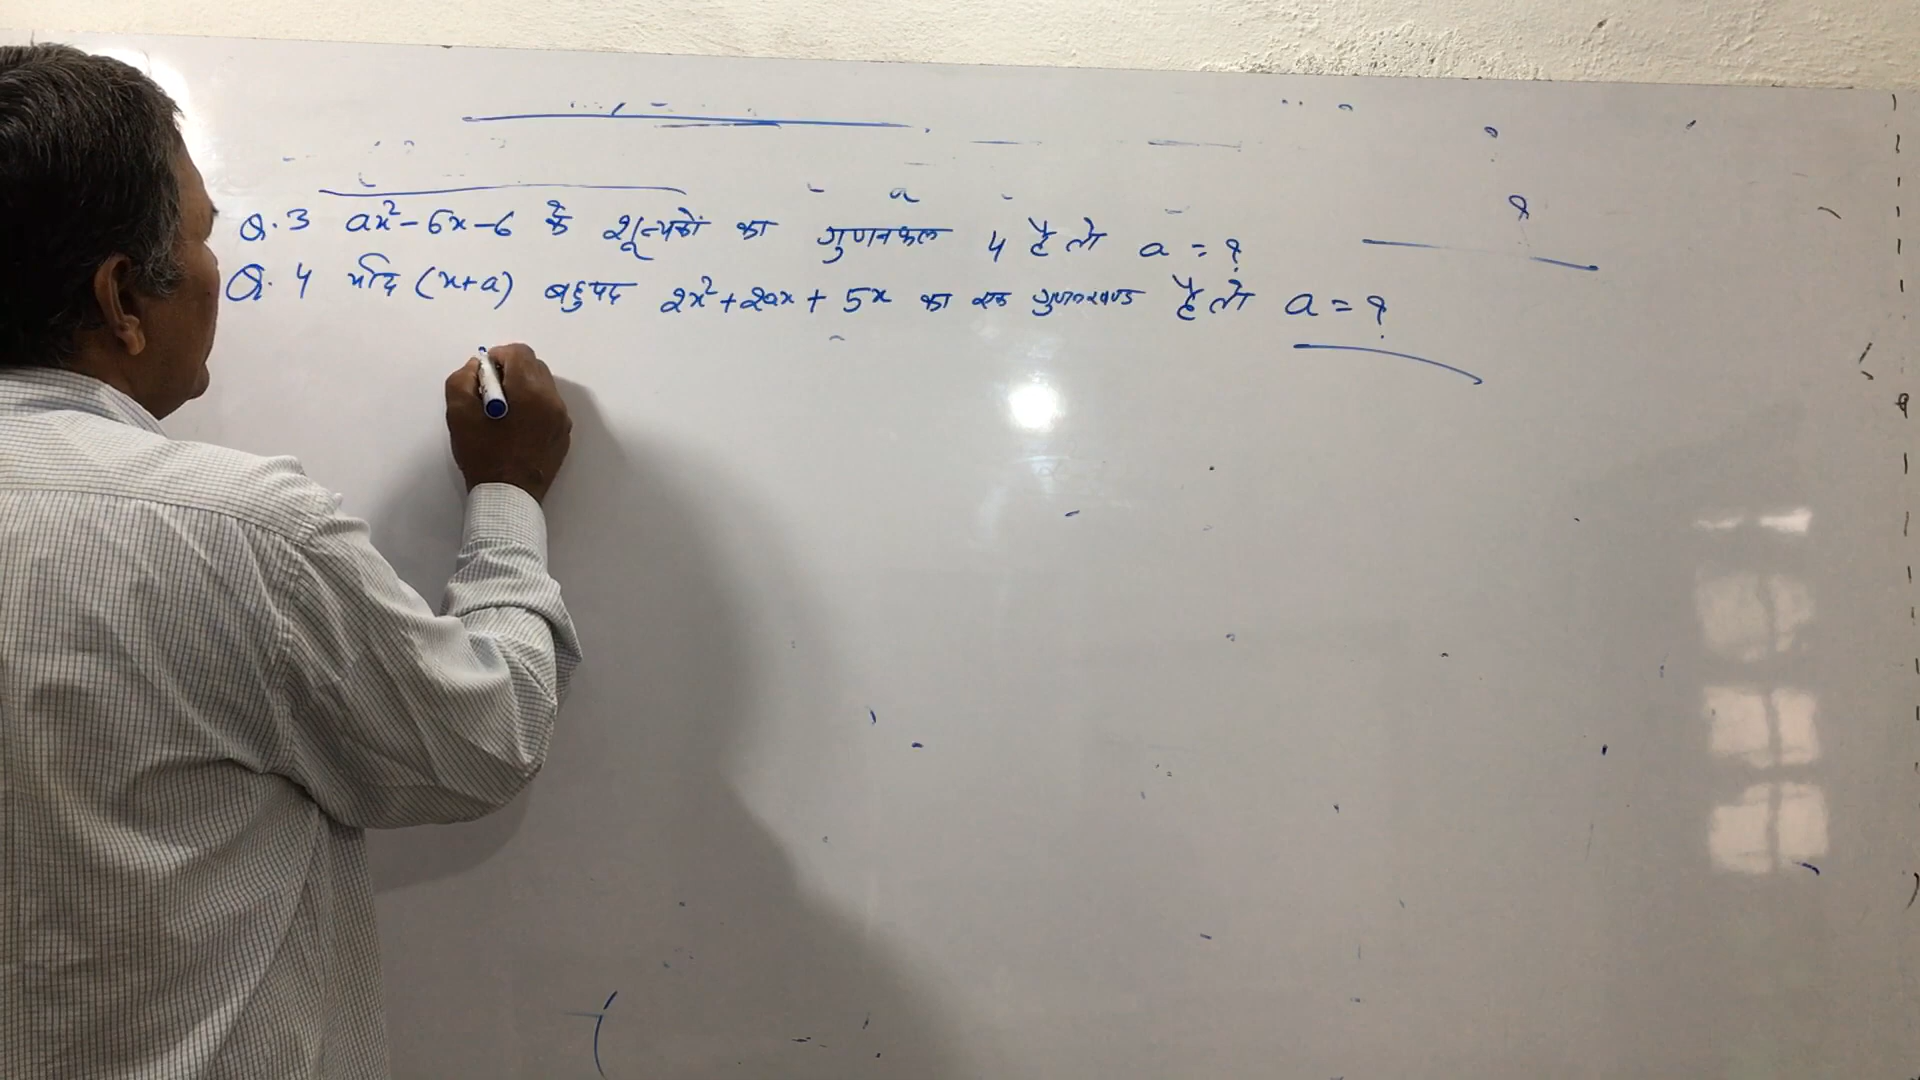 Q.3 ax²-6x-6 के शून्यकों का गुणनफल 4 है तो a = ?
Q.4 यदि (x+a) बहुपद 2x²+2ax+5x का एक गुणनखण्ड है तो a = ?